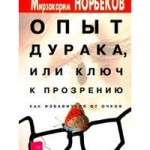 Мирзакарим НОРБЕКОВ
ОПЫТ
ДУРАКА,
ИЛИ КЛЮЧ
К ПРОЗРЕНИЮ
КАК ИЗБАВИТЬСЯ ОТ ОЧКОВ